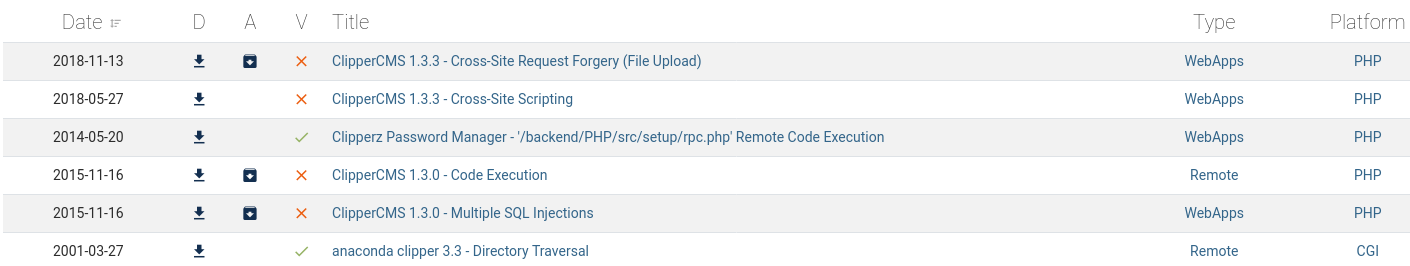 Date D A V Title Type Platform
2018-11-13 ClipperCMS 1.3.3 - Cross-Site Request Forgery (File Upload) WebApps PHP
2018-05-27 ClipperCMS 1.3.3 - Cross-Site Scripting WebApps PHP
2014-05-20 Clipperz Password Manager - '/backend/PHP/src/setup/rpc.php' Remote Code Execution WebApps PHP
2015-11-16 ClipperCMS 1.3.0 - Code Execution Remote PHP
2015-11-16 ClipperCMS 1.3.0 - Multiple SQL Injections WebApps PHP
2001-03-27 anaconda clipper 3.3 - Directory Traversal Remote CGI